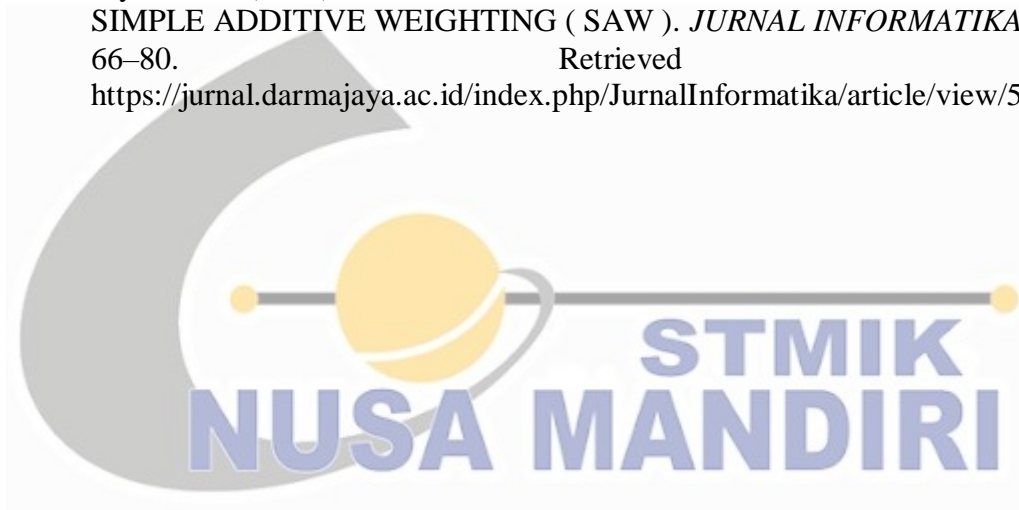 SIMPLE ADDITIVE WEIGHTING ( SAW ). JURNAL INFORMATIKA
66–80. Retrieved
https://jurnal.darmajaya.ac.id/index.php/JurnalInformatika/article/view/5
STMIK
NUSA MANDIRI